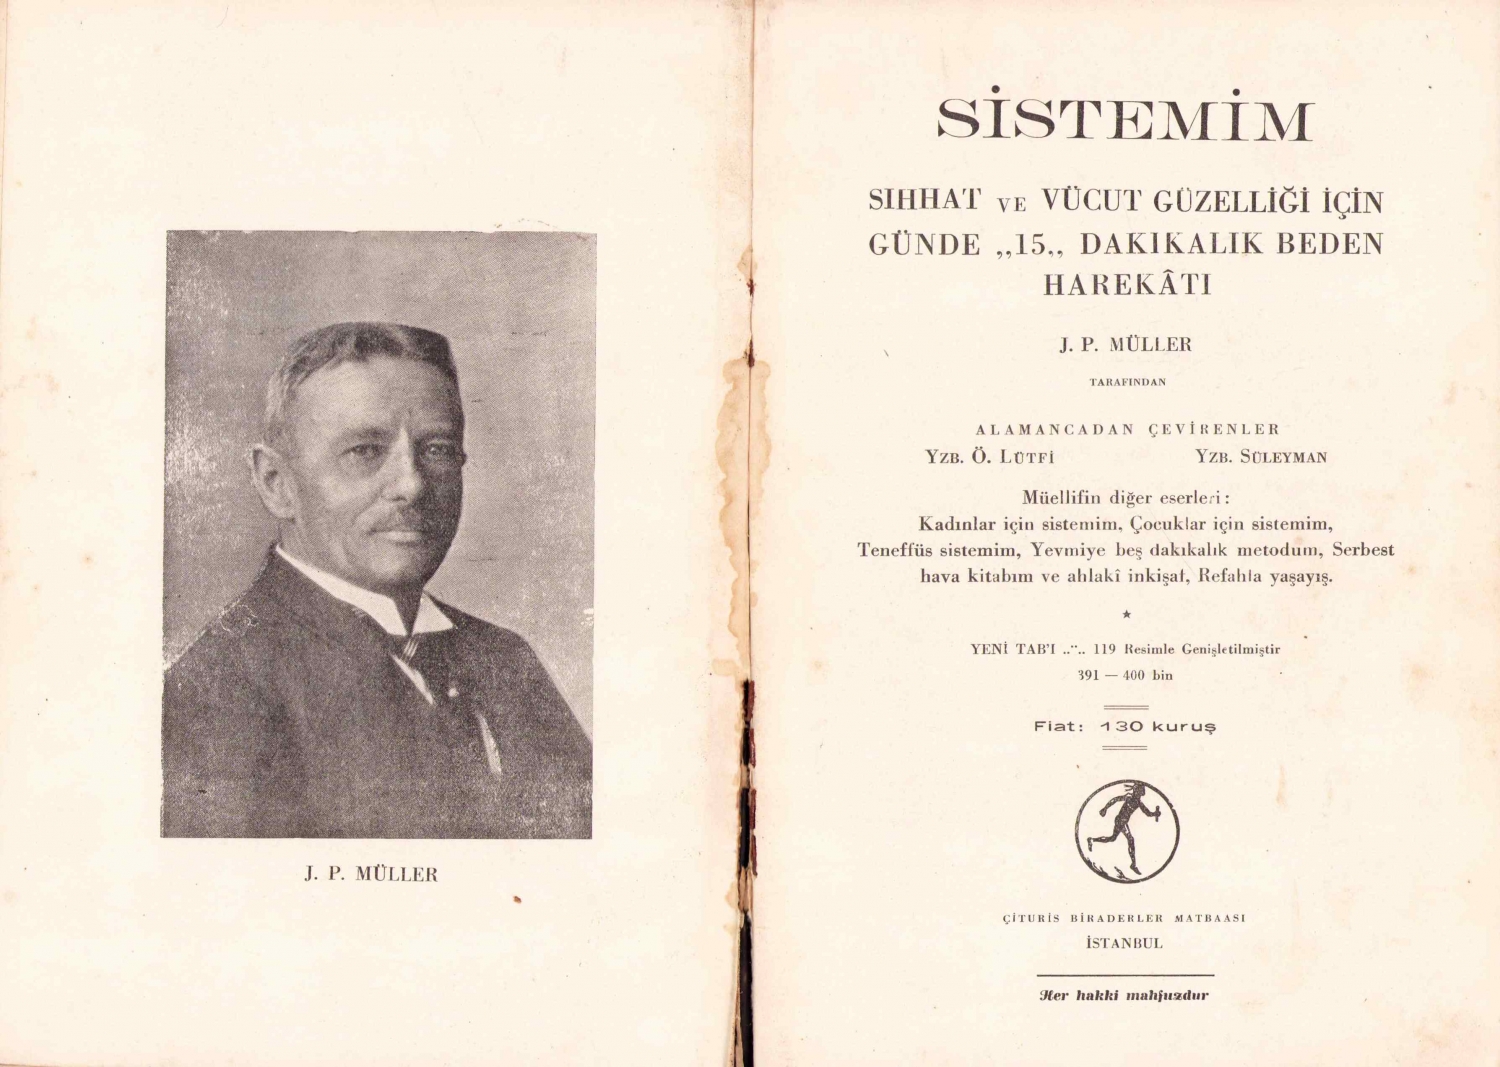 J. P. MÜLLER
SİSTEMİM
SIHHAT VE VÜCUT GÜZELLİĞİ İÇİN
GÜNDE „15„ DAKIKALIK BEDEN
HAREKÂTI
J. P. MÜLLER
TARAFINDAN
ALAMANCADAN ÇEVİRENLER
YZB. Ö. LÜTFİ YZB. SÜLEYMAN
Müellifin diğer eserleri :
Kadınlar için sistemim, Çocuklar için sistemim,
Teneffüs sistemim, Yevmiye beş dakıkalık metodum, Serbest
hava kitabım ve ahlakî inkişaf, Refahla yaşayış.
★
YENİ TAB'I ..".. 119 Resimle Genişletilmiştir
391 — 400 bin
Fiat: 130 kuruş
ÇİTURİS BİRADERLER MATBAASI
İSTANBUL
Her hakki mahfuzdur